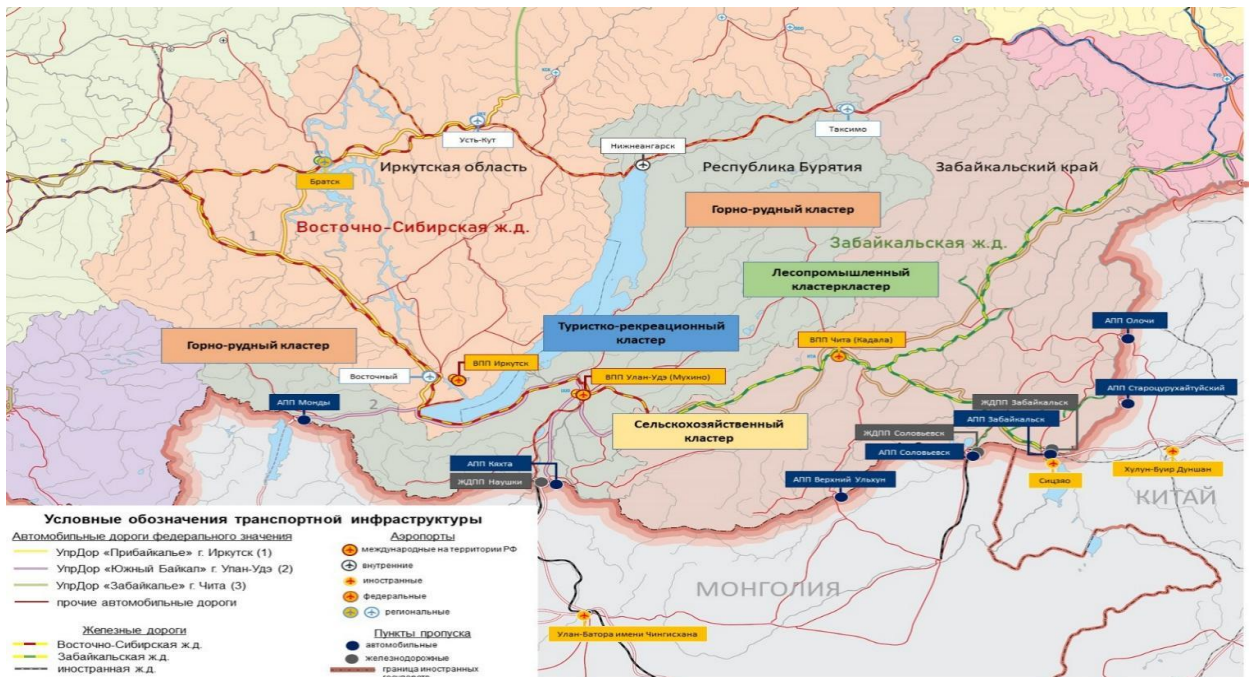 Усть-Кут
Таксимо
Нижнеангарск
Братск
Иркутская область
Республика Бурятия
Забайкальский край
Горно-рудный кластер
1
Восточно-Сибирская ж.д.
Забайкальская ж.д.
Лесопромышленный
кластеркластер
Туристко-рекреационный
кластер
АПП Олочи
Горно-рудный кластер
ВПП Чита (Кадала)
ВПП Иркутск
Восточный
ВПП Улан-Удэ (Мухино)
АПП Староцурухайтуйский
АПП Монды
2
ЖДПП Забайкальск
АПП Забайкальск
Сельскохозяйственный
кластер
ЖДПП Соловьевск
АПП Соловьевск
АПП Кяхта
ЖДПП Наушки
АПП Верхний Ульхун
Сицзяо
Хулун-Буир Дуншан
КИТАЙ
МОНГОЛИЯ
Улан-Батора имени Чингисхана
Условные обозначения транспортной инфраструктуры
Автомобильные дороги федерального значения
УпрДор «Прибайкалье» г. Иркутск (1)
УпрДор «Южный Байкал» г. Улан-Удэ (2)
УпрДор «Забайкалье» г. Чита (3)
прочие автомобильные дороги
Железные дороги
Восточно-Сибирская ж.д.
Забайкальская ж.д.
иностранная ж.д.
Аэропорты
международные на территории РФ
внутренние
иностранные
федеральные
региональные
Пункты пропуска
автомобильные
железнодорожные
граница иностранных